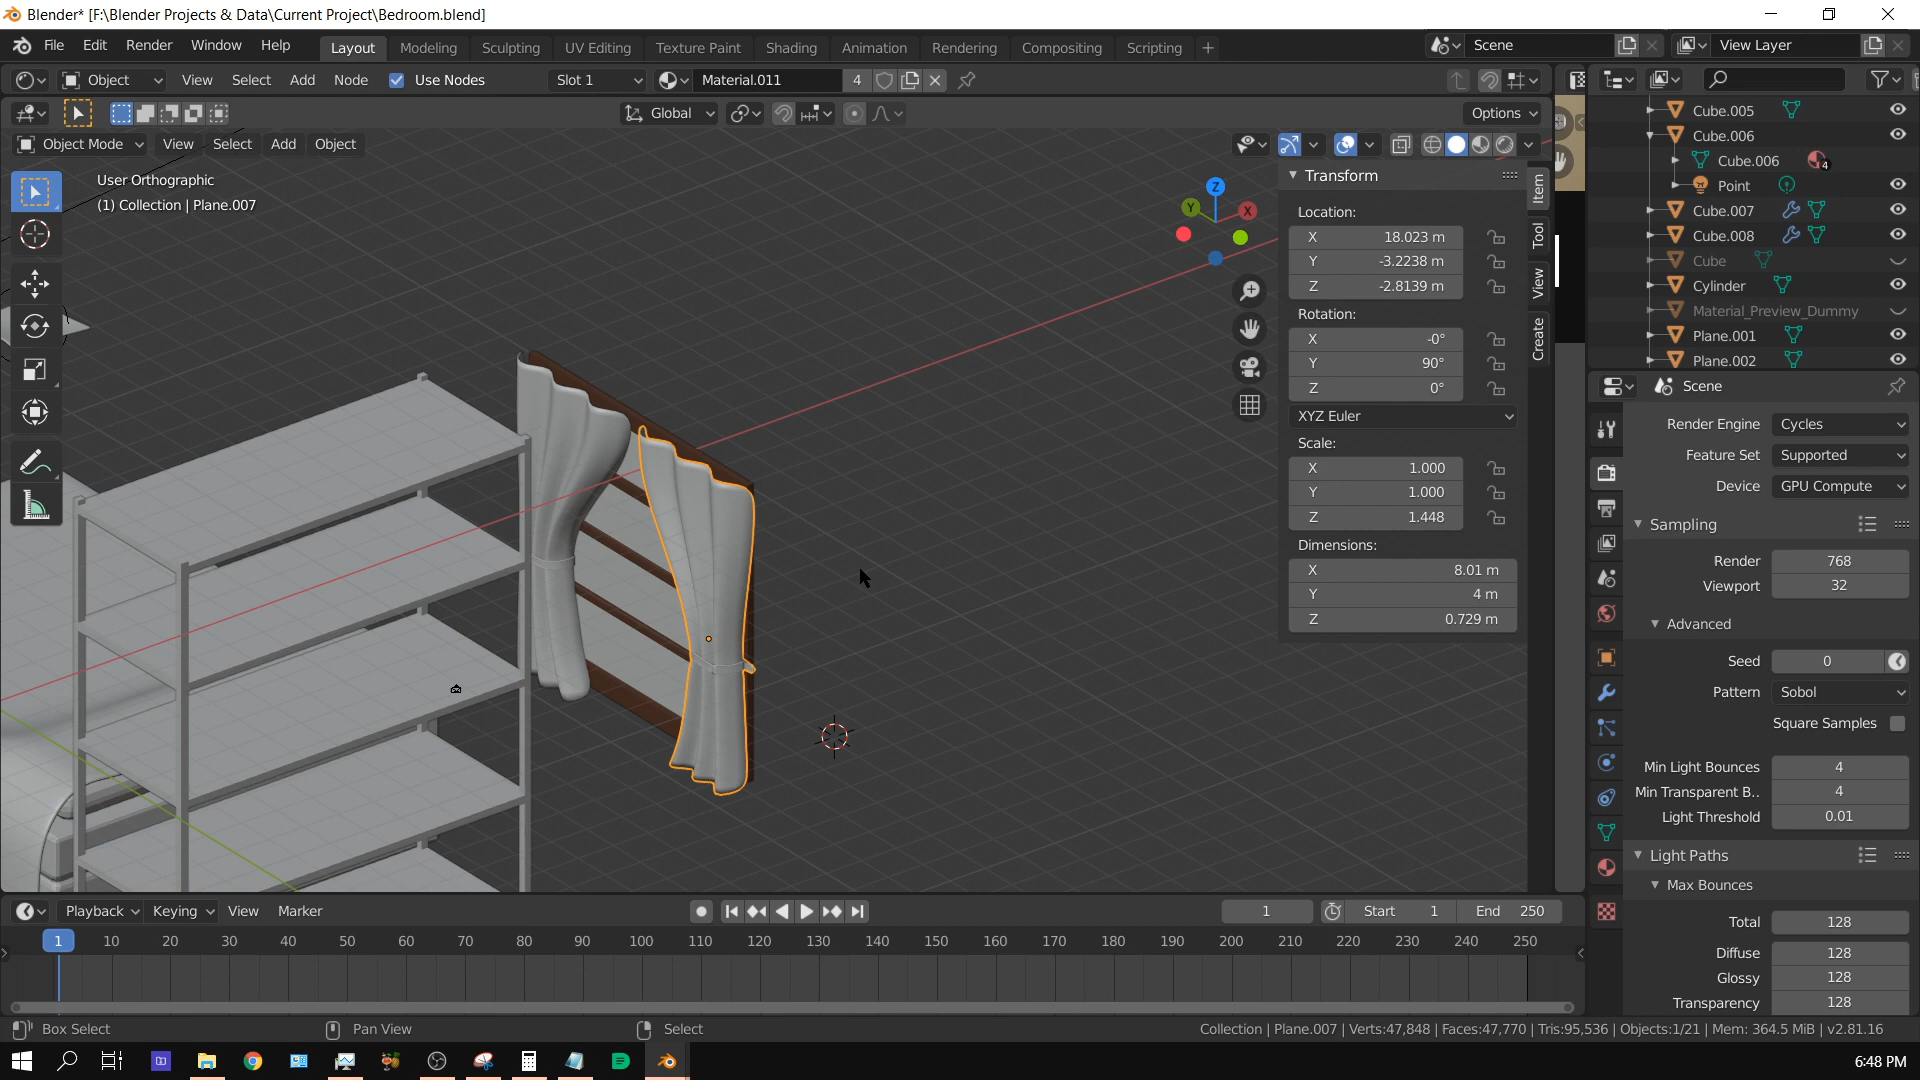 Blender* [F:\Blender Projects & Data\Current Project\Bedroom.blend]
File Edit Render Window Help Layout Modeling Sculpting UV Editing Texture Paint Shading Animation Rendering Compositing Scripting + Scene View Layer
Object View Select Add Node Use Nodes Slot 1 Material.011 4
Global Options
Object Mode View Select Add Object
User Orthographic
(1) Collection | Plane.007
Z
Y
X
Transform
Location:
X 18.023 m
Y -3.2238 m
Z -2.8139 m
Rotation:
X -0°
Y 90°
Z 0°
XYZ Euler
Scale:
X 1.000
Y 1.000
Z 1.448
Dimensions:
X 8.01 m
Y 4 m
Z 0.729 m
Item
Tool
View
Create
Cube.005
Cube.006
Cube.006 4
Point
Cube.007
Cube.008
Cube
Cylinder
Material_Preview_Dummy
Plane.001
Plane.002
Scene
Render Engine Cycles
Feature Set Supported
Device GPU Compute
Sampling
Render 768
Viewport 32
Advanced
Seed 0
Pattern Sobol
Square Samples
Min Light Bounces 4
Min Transparent B.. 4
Light Threshold 0.01
Light Paths
Max Bounces
Total 128
Diffuse 128
Glossy 128
Transparency 128
Playback Keying View Marker 1 Start 1 End 250
1 10 20 30 40 50 60 70 80 90 100 110 120 130 140 150 160 170 180 190 200 210 220 230 240 250
Box Select Pan View Select Collection | Plane.007 | Verts:47,848 | Faces:47,770 | Tris:95,536 | Objects:1/21 | Mem: 364.5 MiB | v2.81.16
6:48 PM